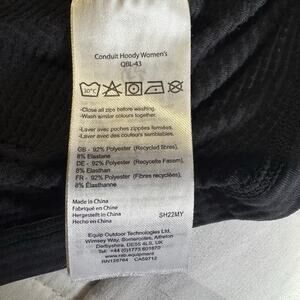 Conduit Hoody Women's
QBL-43
30°C
-Close all zips before washing.
-Wash similar colours together.
-Laver avec poches zippées fermées.
-Laver avec des couleurs semblables.
GB - 92% Polyester (Recycled fibres),
8% Elastane
DE - 92% Polyester (Recycelte Fasern),
8% Elasthan
FR - 92% Polyester (Fibres recyclées),
8% Élasthanne
Made in China
Fabriqué en China
Hergestellt in China
Hecho en China
SH22MY
Equip Outdoor Technologies Ltd.
Wimsey Way, Somercotes, Alfreton
Derbyshire, DE55 4LS, UK
Tel: +44 (0)1773 601870
www.rab.equipment
RN126784 CA59712